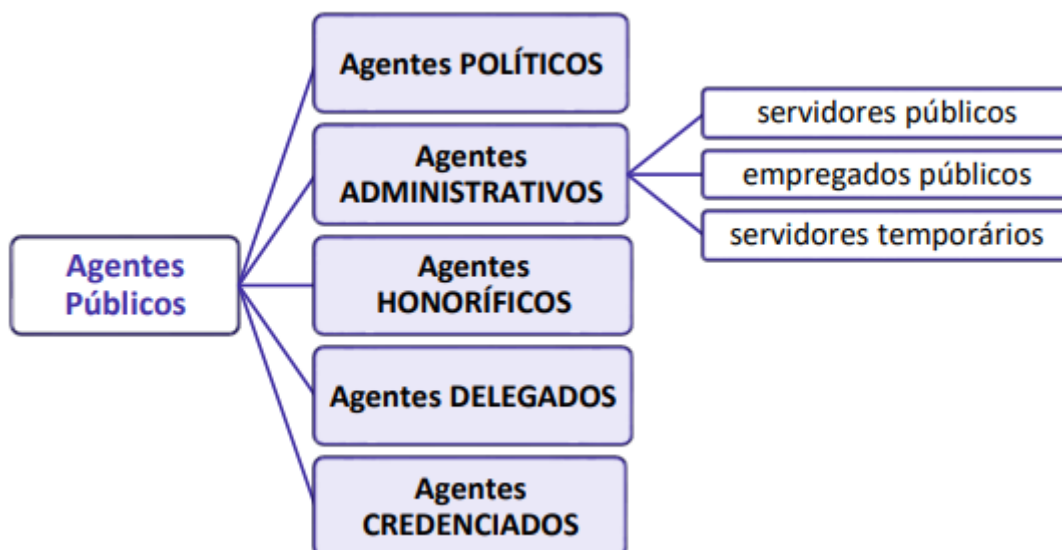 Agentes
Públicos
Agentes POLÍTICOS
Agentes
ADMINISTRATIVOS
servidores públicos
empregados públicos
servidores temporários
Agentes
HONORÍFICOS
Agentes DELEGADOS
Agentes
CREDENCIADOS